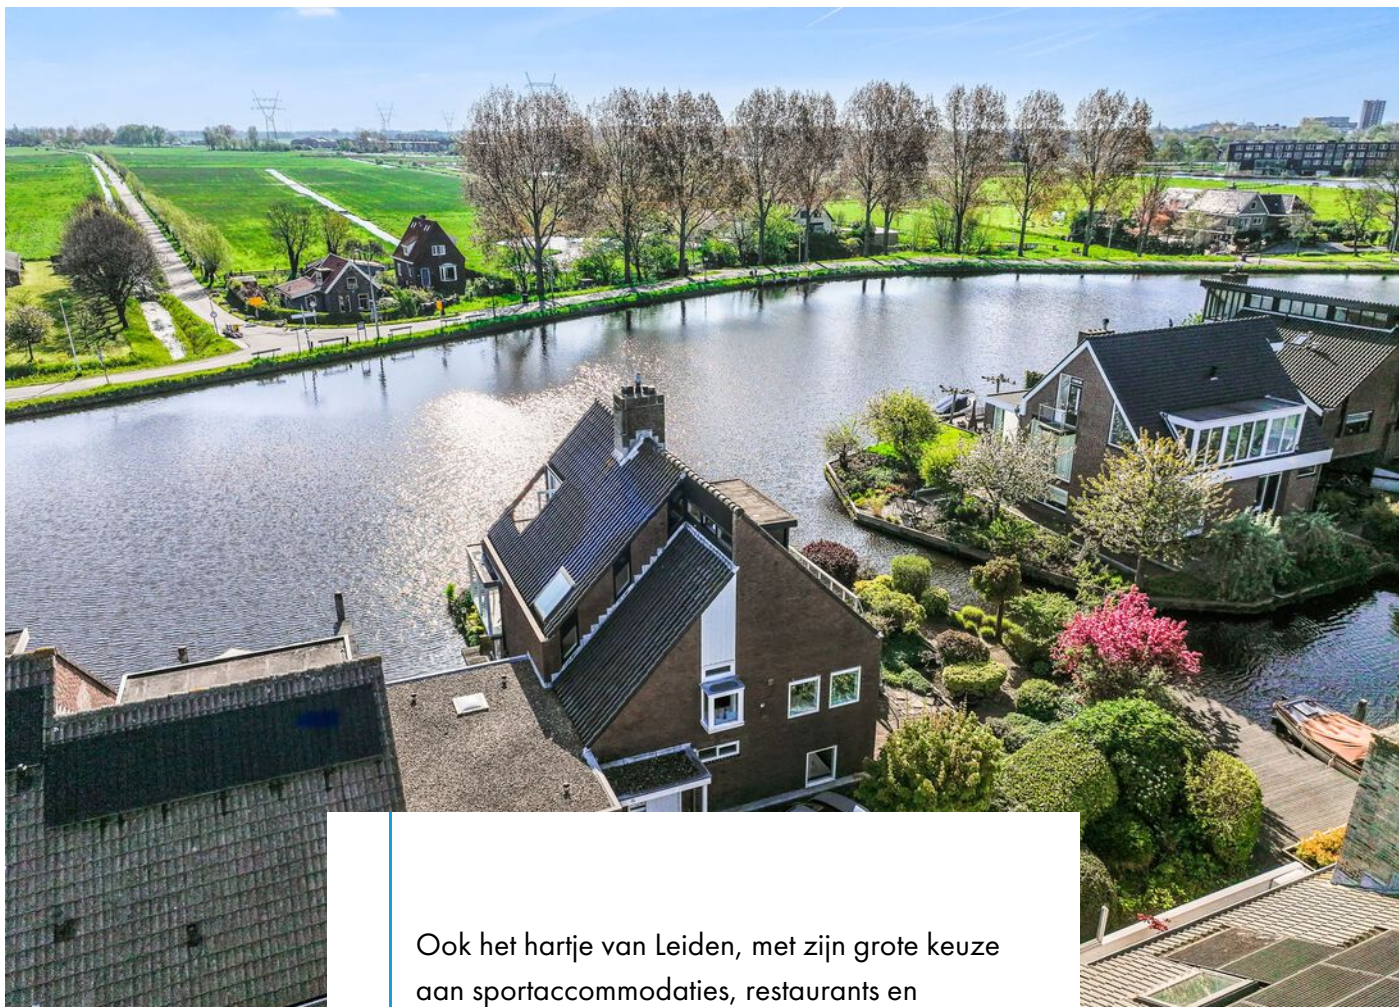 Ook het hartje van Leiden, met zijn grote keuze
aan sportaccommodaties, restaurants en